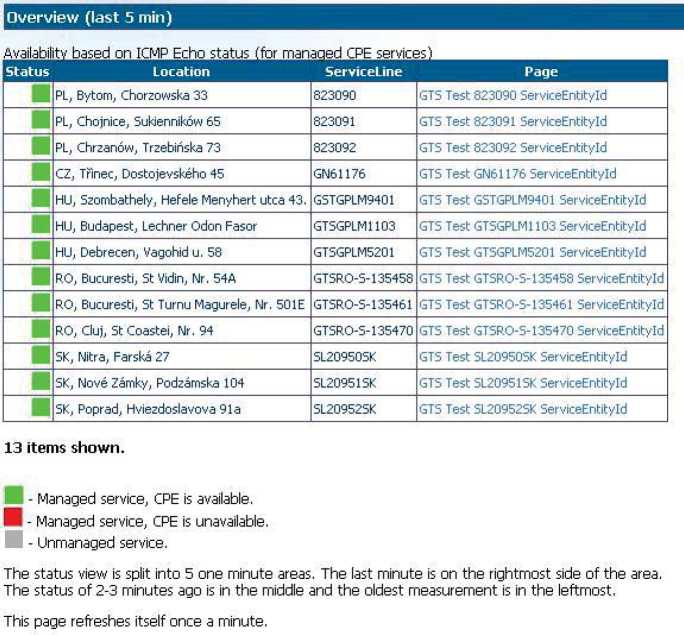 Overview (last 5 min)
Availability based on ICMP Echo status (for managed CPE services)
Status Location ServiceLine Page
PL, Bytom, Chorzowska 33 823090 GTS Test 823090 ServiceEntityId
PL, Chojnice, Sukienników 65 823091 GTS Test 823091 ServiceEntityId
PL, Chrzanów, Trzebińska 73 823092 GTS Test 823092 ServiceEntityId
CZ, Třinec, Dostojevského 45 GN61176 GTS Test GN61176 ServiceEntityId
HU, Szombathely, Hefele Menyhert utca 43. GSTGPLM9401 GTS Test GSTGPLM9401 ServiceEntityId
HU, Budapest, Lechner Odon Fasor GTSGPLM1103 GTS Test GTSGPLM1103 ServiceEntityId
HU, Debrecen, Vagohid u. 58 GTSGPLM5201 GTS Test GTSGPLM5201 ServiceEntityId
RO, Bucuresti, St Vidin, Nr. 54A GTSRO-S-135458 GTS Test GTSRO-S-135458 ServiceEntityId
RO, Bucuresti, St Turnu Magurele, Nr. 501E GTSRO-S-135461 GTS Test GTSRO-S-135461 ServiceEntityId
RO, Cluj, St Coastei, Nr. 94 GTSRO-S-135470 GTS Test GTSRO-S-135470 ServiceEntityId
SK, Nitra, Farská 27 SL20950SK GTS Test SL20950SK ServiceEntityId
SK, Nové Zámky, Podzámska 104 SL20951SK GTS Test SL20951SK ServiceEntityId
SK, Poprad, Hviezdoslavova 91a SL20952SK GTS Test SL20952SK ServiceEntityId
13 items shown.
- Managed service, CPE is available.
- Managed service, CPE is unavailable.
- Unmanaged service.
The status view is split into 5 one minute areas. The last minute is on the rightmost side of the area.
The status of 2-3 minutes ago is in the middle and the oldest measurement is in the leftmost.
This page refreshes itself once a minute.